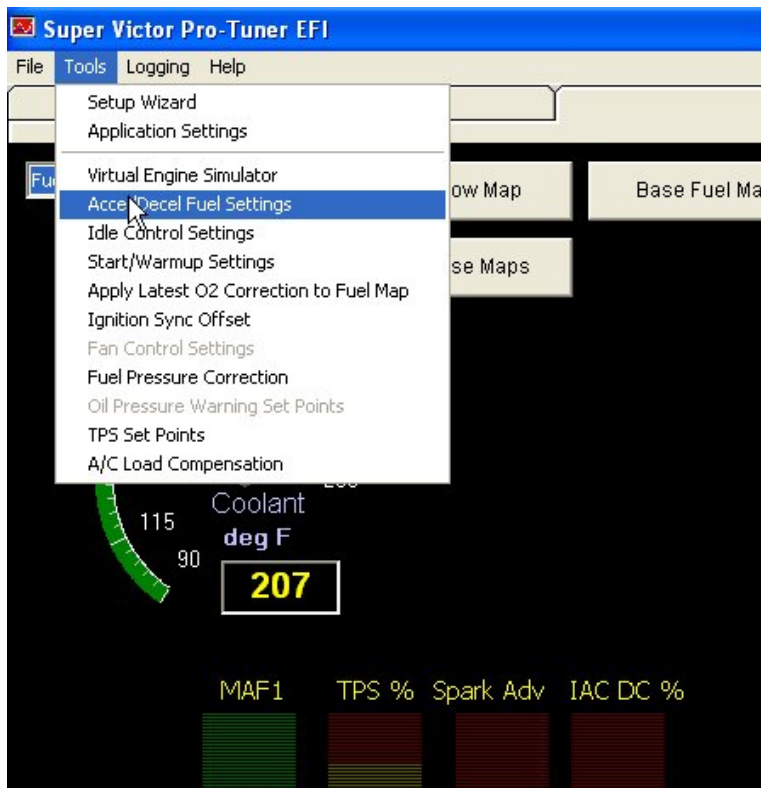 Super Victor Pro-Tuner EFI
File Tools Logging Help
Setup Wizard
Application Settings
Virtual Engine Simulator
Accel/Decel Fuel Settings
Idle Control Settings
Start/Warmup Settings
Apply Latest O2 Correction to Fuel Map
Ignition Sync Offset
Fan Control Settings
Fuel Pressure Correction
Oil Pressure Warning Set Points
TPS Set Points
A/C Load Compensation
Fu
ow Map
Base Fuel Ma
se Maps
115
90
Coolant
deg F
207
MAF1 TPS % Spark Adv IAC DC %